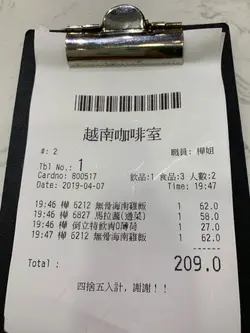 越南咖啡室
#: 2 職員: 樺姐
Tbl No.: 1
Cardno: 800517 飲品:1 食品:3 人數:2
Date: 2019-04-07 Time: 19:47
19:46 樺 6212 無骨海南雞飯 1 62.0
19:46 樺 6827 馬拉盞(通菜) 1 58.0
19:46 樺 倒立特飲青0薄荷 1 27.0
19:47 樺 6212 無骨海南雞飯 1 62.0
Total : 209.0
四捨五入計, 謝謝!!